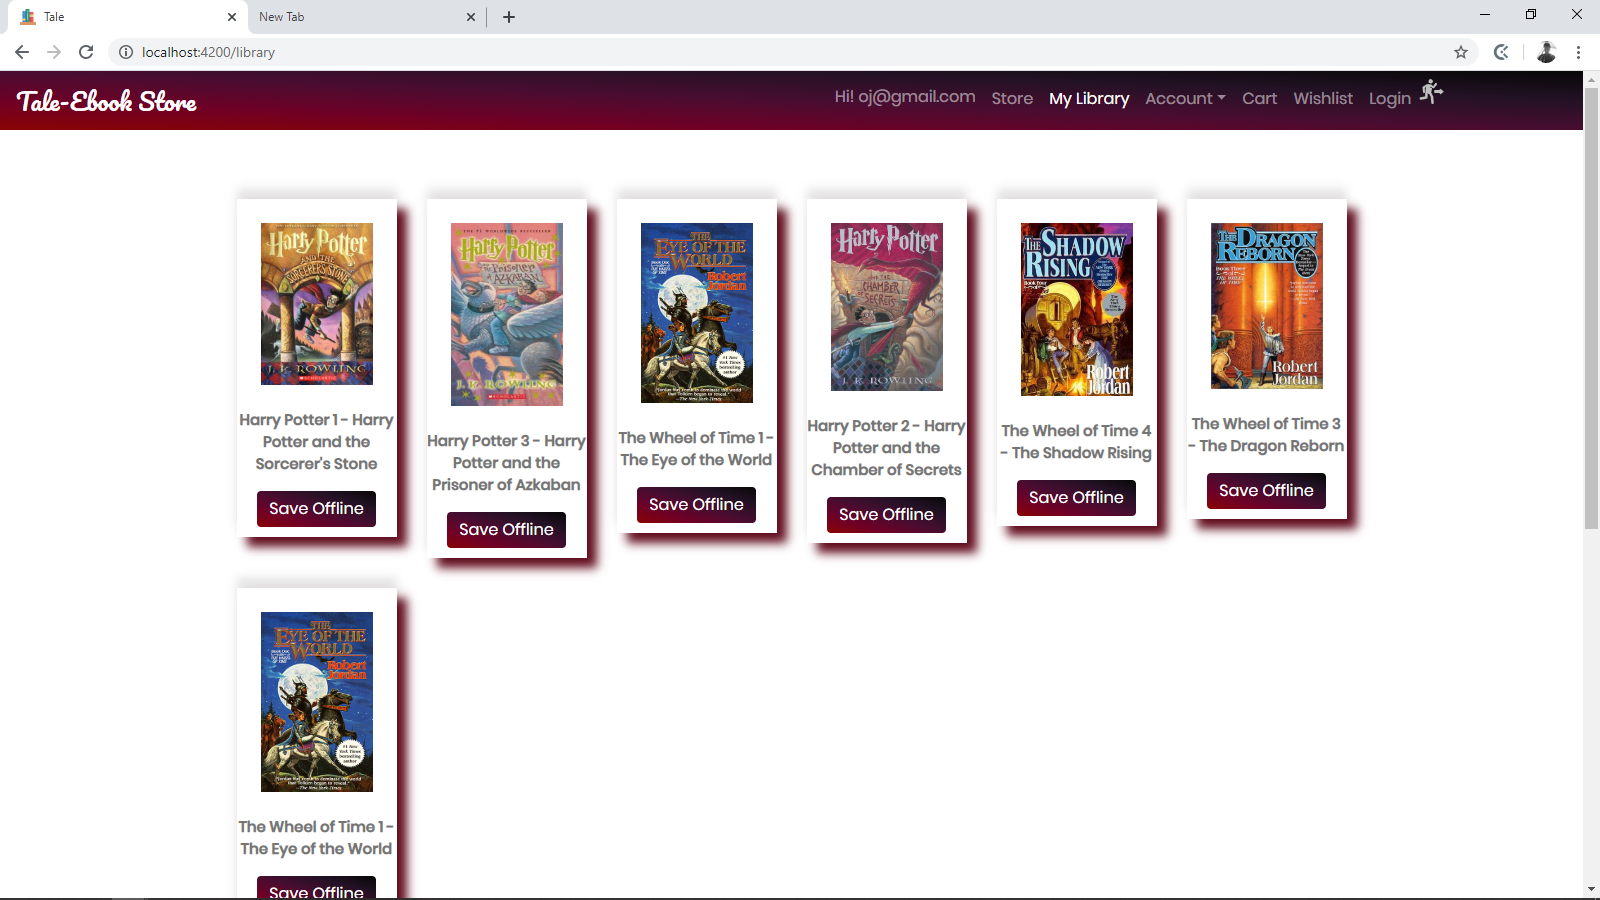 Tale
New Tab
localhost:4200/library
Tale-Ebook Store
Hi! oj@gmail.com
Store
My Library
Account
Cart
Wishlist
Login
Harry Potter
AND THE
SORCERER'S STONE
J. K. ROWLING
Harry Potter 1 - Harry
Potter and the
Sorcerer's Stone
Save Offline
THE #1 WORLDWIDE BESTSELLER
Harry Potter
and the
Prisoner of
AZKABAN
J. K. ROWLING
Harry Potter 3 - Harry
Potter and the
Prisoner of Azkaban
Save Offline
THE
EYE OF THE
WORLD
Robert
Jordan
The Wheel of Time 1 -
The Eye of the World
Save Offline
Harry Potter
AND THE
CHAMBER OF
SECRETS
J. K. ROWLING
Harry Potter 2 - Harry
Potter and the
Chamber of Secrets
Save Offline
THE SHADOW
RISING
Book Four
Robert
Jordan
The Wheel of Time 4
- The Shadow Rising
Save Offline
THE DRAGON
REBORN
Robert
Jordan
The Wheel of Time 3
- The Dragon Reborn
Save Offline
THE
EYE OF THE
WORLD
Robert
Jordan
The Wheel of Time 1 -
The Eye of the World
Save Offline